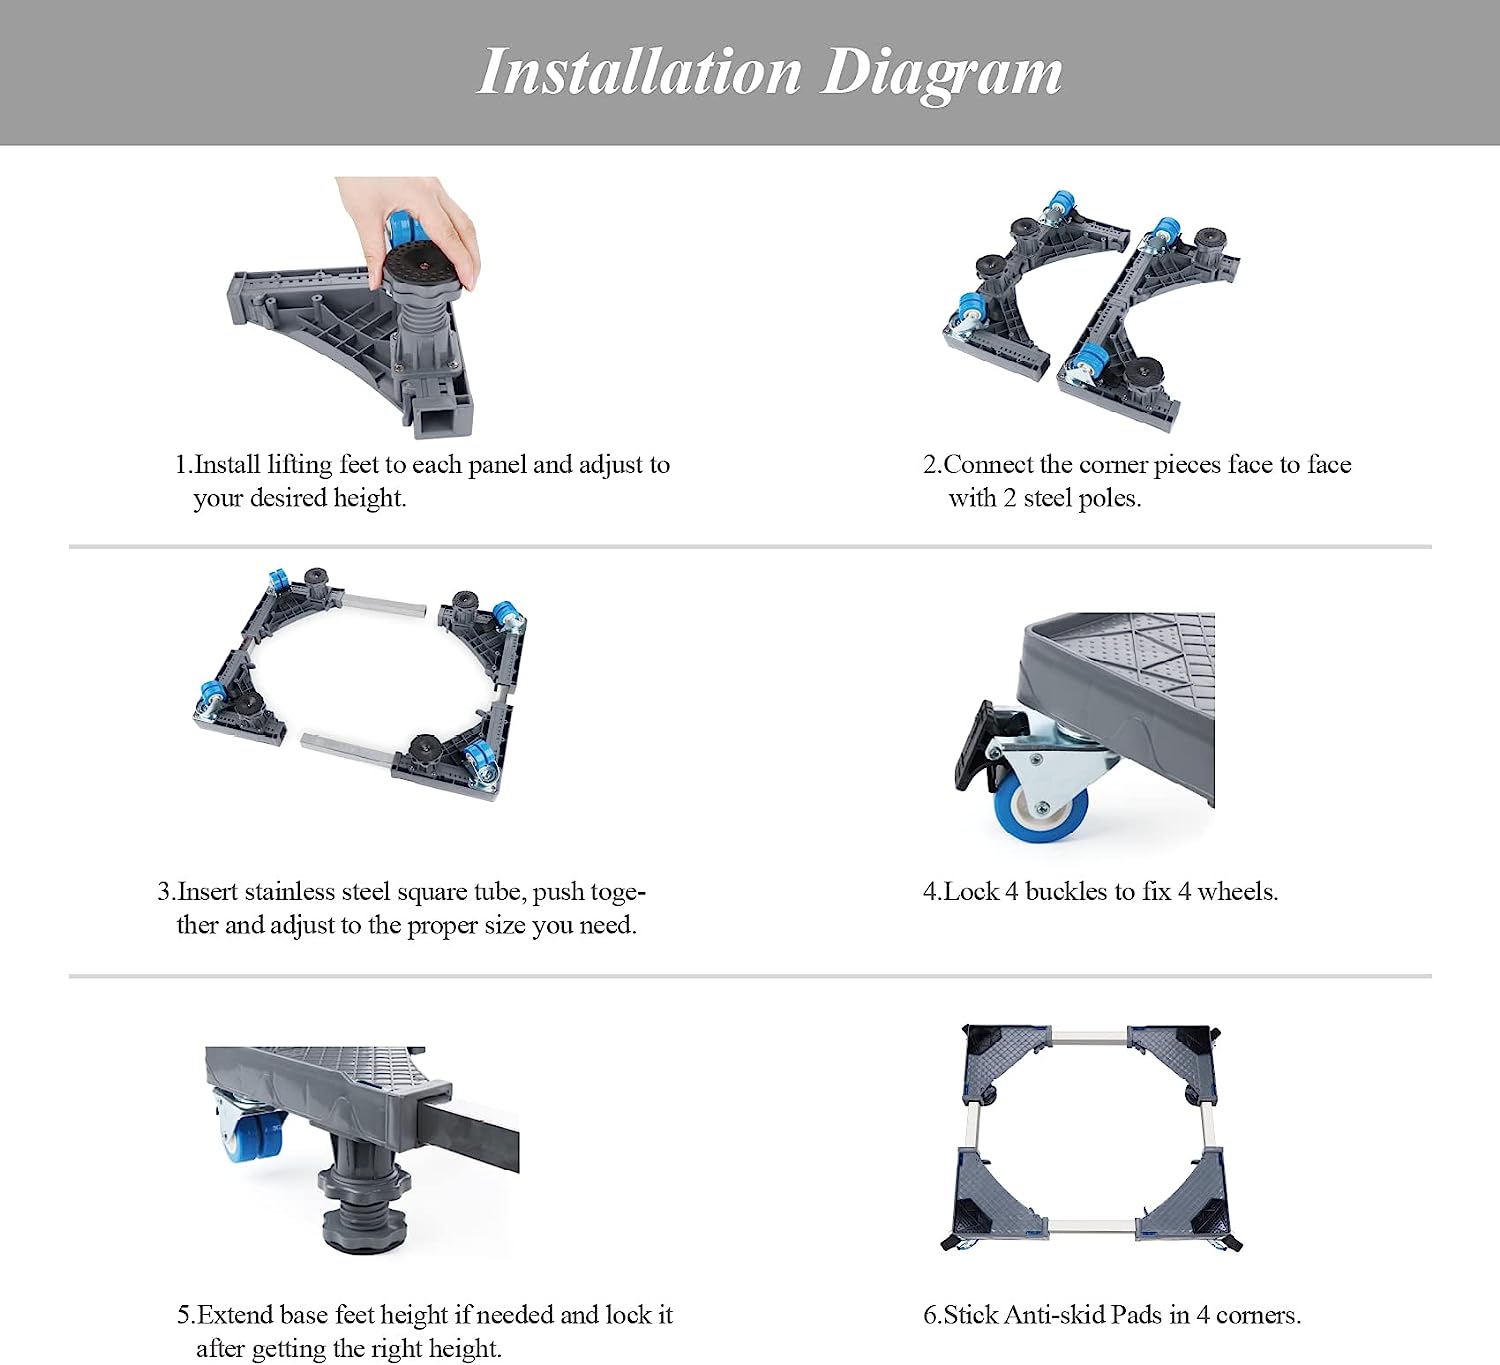 Installation Diagram
1.Install lifting feet to each panel and adjust to
your desired height.
2.Connect the corner pieces face to face
with 2 steel poles.
3.Insert stainless steel square tube, push toge-
ther and adjust to the proper size you need.
4.Lock 4 buckles to fix 4 wheels.
5.Extend base feet height if needed and lock it
after getting the right height.
6.Stick Anti-skid Pads in 4 corners.